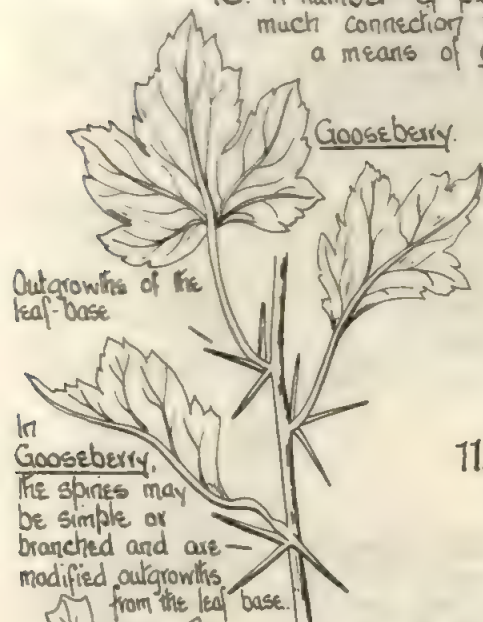 much connection
a means of
Gooseberry.
Outgrowths of the
leaf-base
In
Gooseberry,
the spines may
be simple or
branched and are
modified outgrowths
from the leaf base.
11